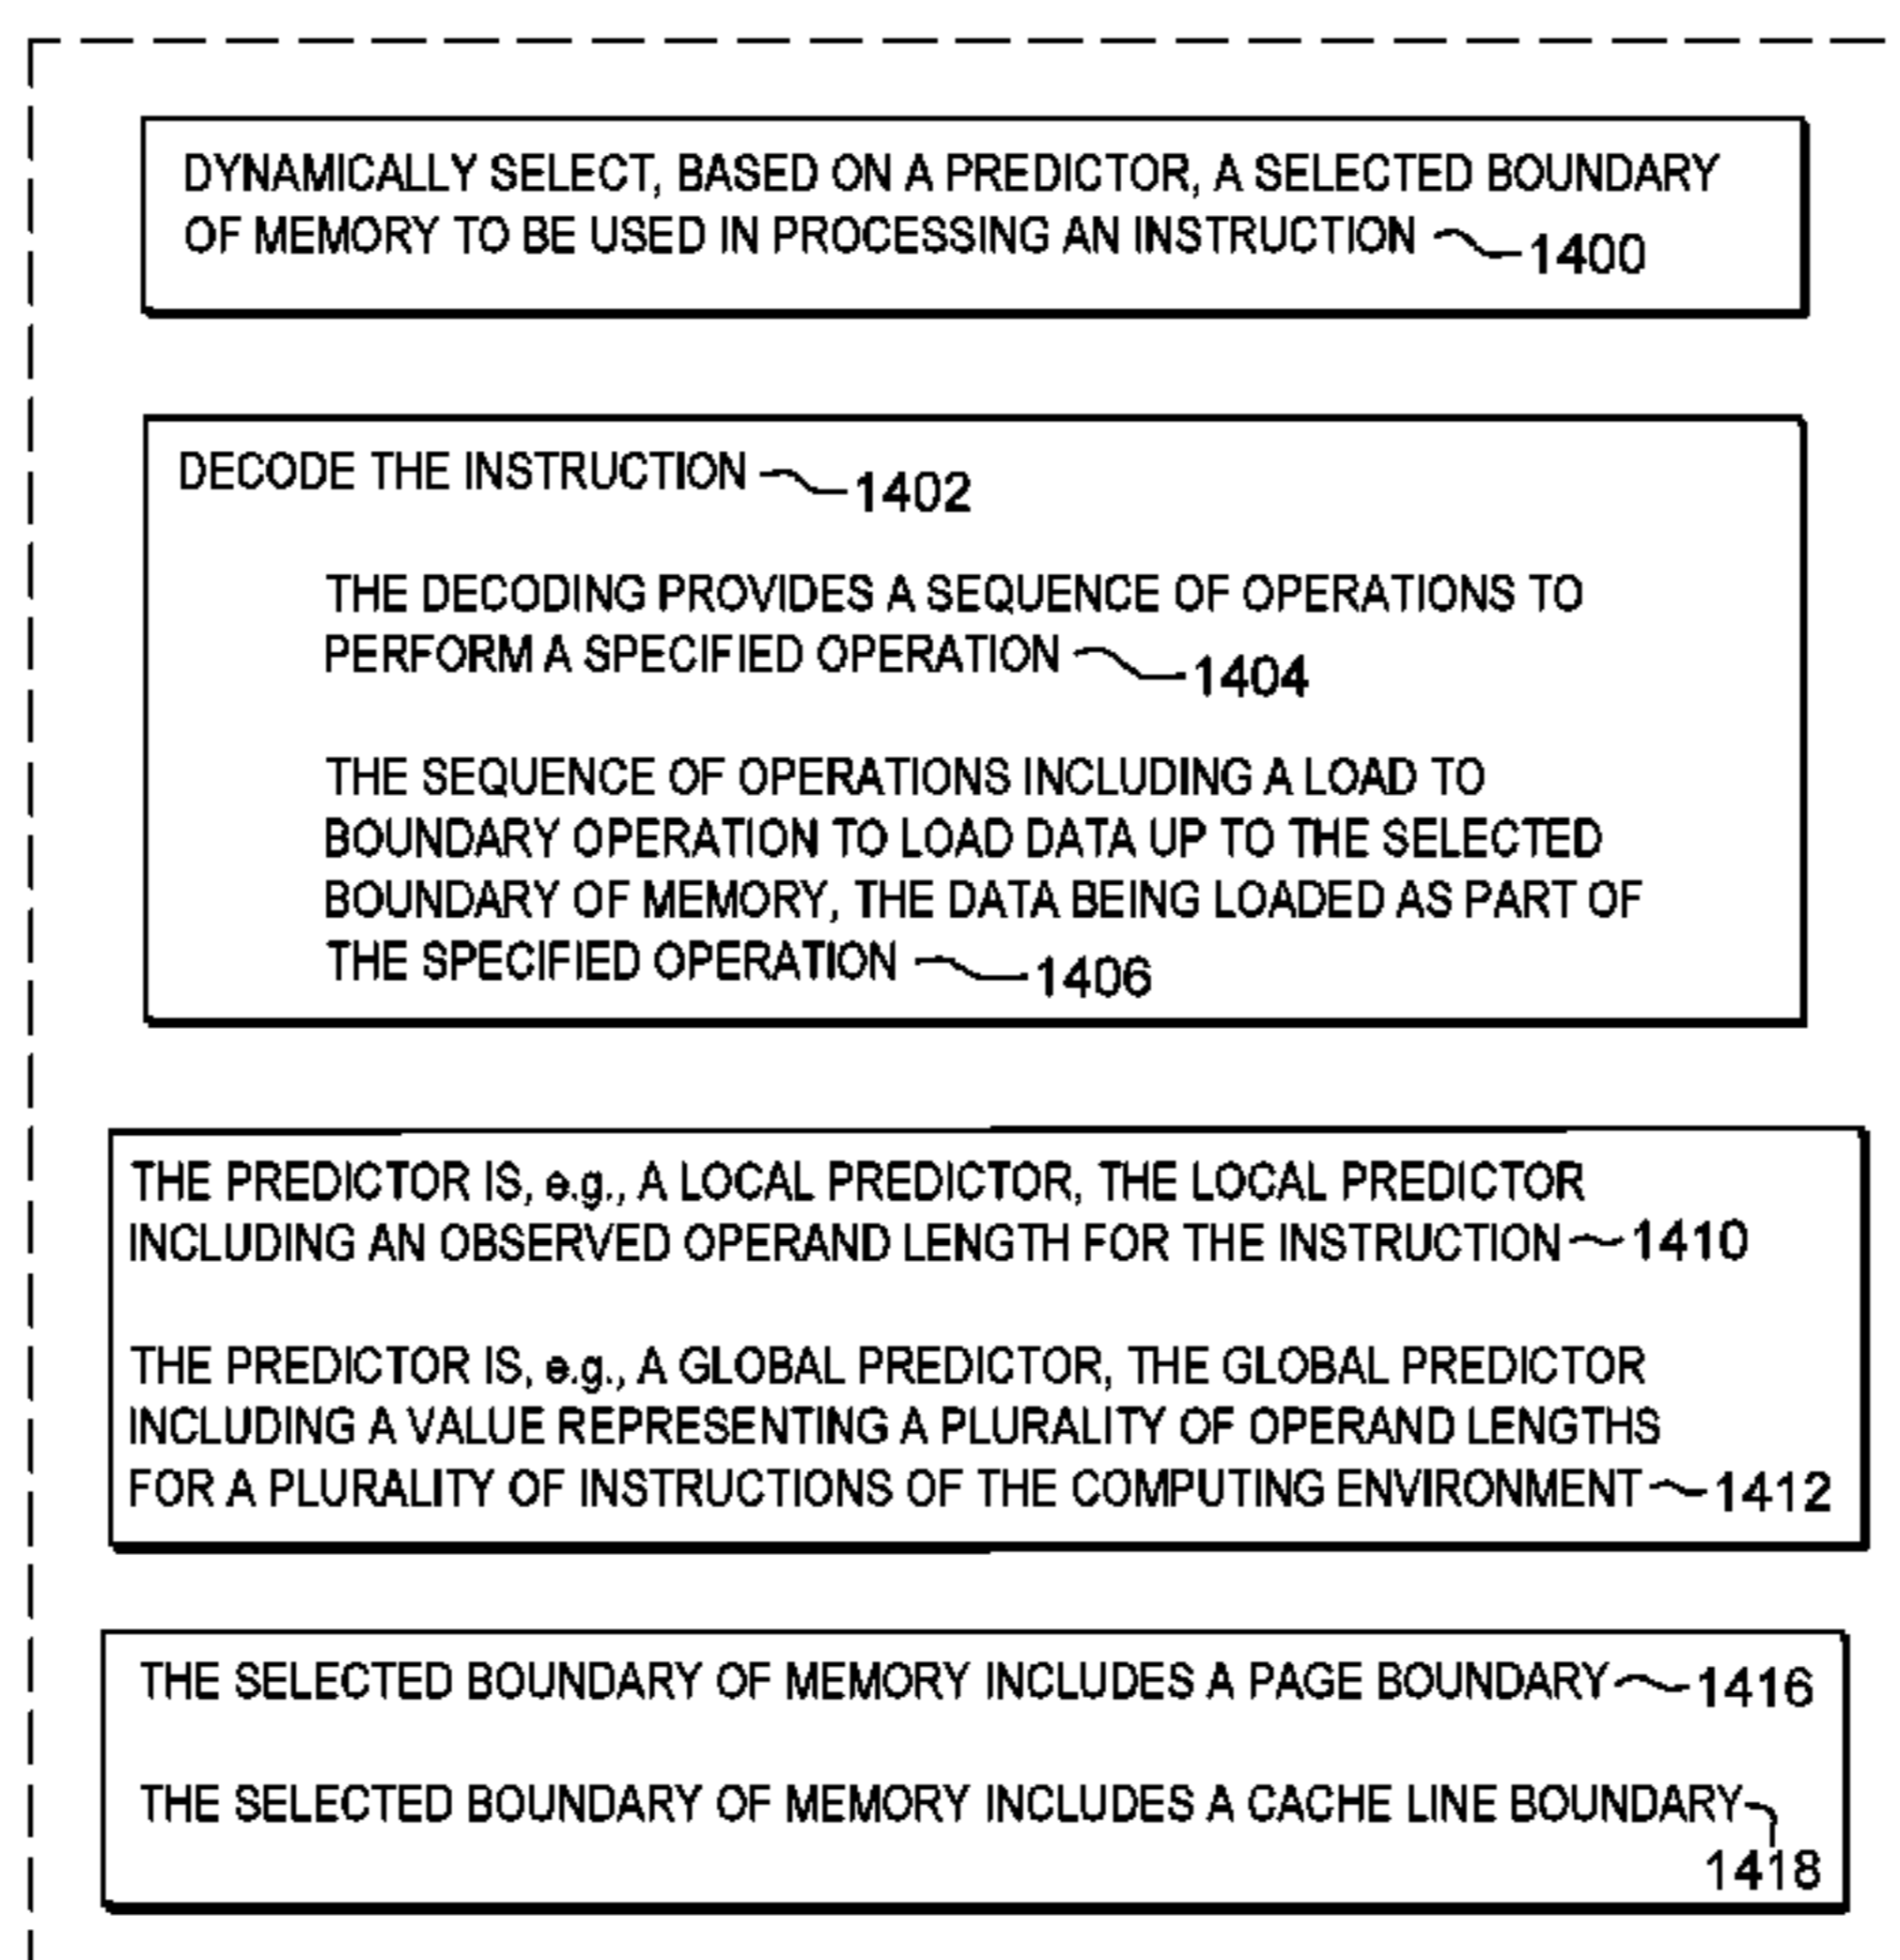 DYNAMICALLY SELECT, BASED ON A PREDICTOR, A SELECTED BOUNDARY
OF MEMORY TO BE USED IN PROCESSING AN INSTRUCTION 1400
DECODE THE INSTRUCTION 1402
THE DECODING PROVIDES A SEQUENCE OF OPERATIONS TO
PERFORM A SPECIFIED OPERATION 1404
THE SEQUENCE OF OPERATIONS INCLUDING A LOAD TO
BOUNDARY OPERATION TO LOAD DATA UP TO THE SELECTED
BOUNDARY OF MEMORY, THE DATA BEING LOADED AS PART OF
THE SPECIFIED OPERATION 1406
THE PREDICTOR IS, e.g., A LOCAL PREDICTOR, THE LOCAL PREDICTOR
INCLUDING AN OBSERVED OPERAND LENGTH FOR THE INSTRUCTION 1410
THE PREDICTOR IS, e.g., A GLOBAL PREDICTOR, THE GLOBAL PREDICTOR
INCLUDING A VALUE REPRESENTING A PLURALITY OF OPERAND LENGTHS
FOR A PLURALITY OF INSTRUCTIONS OF THE COMPUTING ENVIRONMENT 1412
THE SELECTED BOUNDARY OF MEMORY INCLUDES A PAGE BOUNDARY 1416
THE SELECTED BOUNDARY OF MEMORY INCLUDES A CACHE LINE BOUNDARY
1418